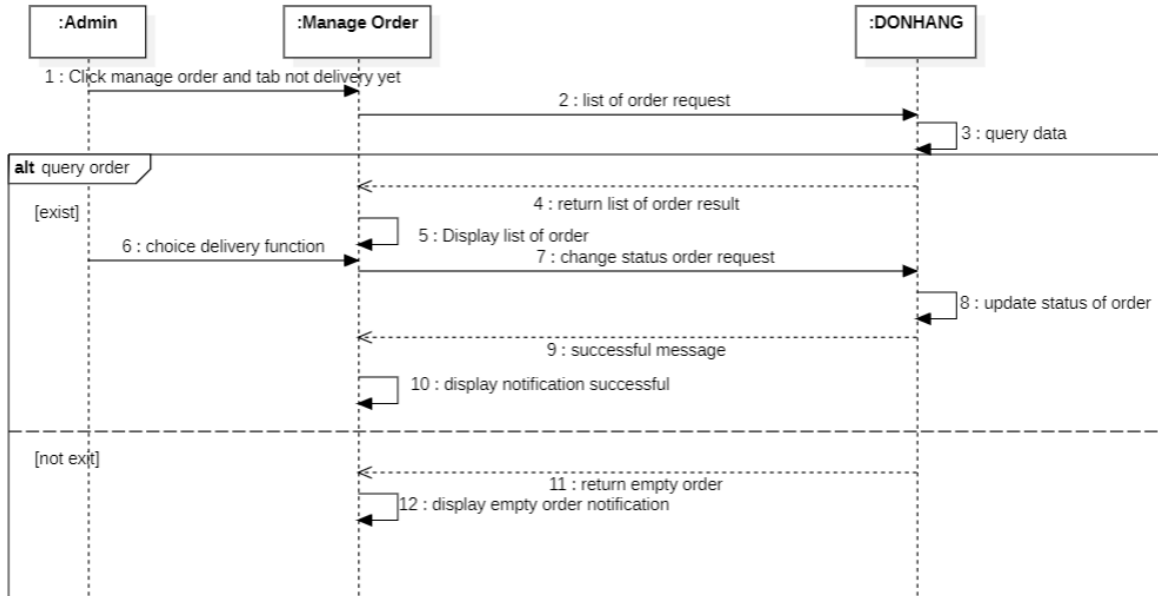 :Admin
:Manage Order
:DONHANG
1 : Click manage order and tab not delivery yet
2 : list of order request
3 : query data
alt query order
4 : return list of order result
[exist]
5 : Display list of order
6 : choice delivery function
7 : change status order request
8 : update status of order
9 : successful message
10 : display notification successful
[not exit]
11 : return empty order
12 : display empty order notification